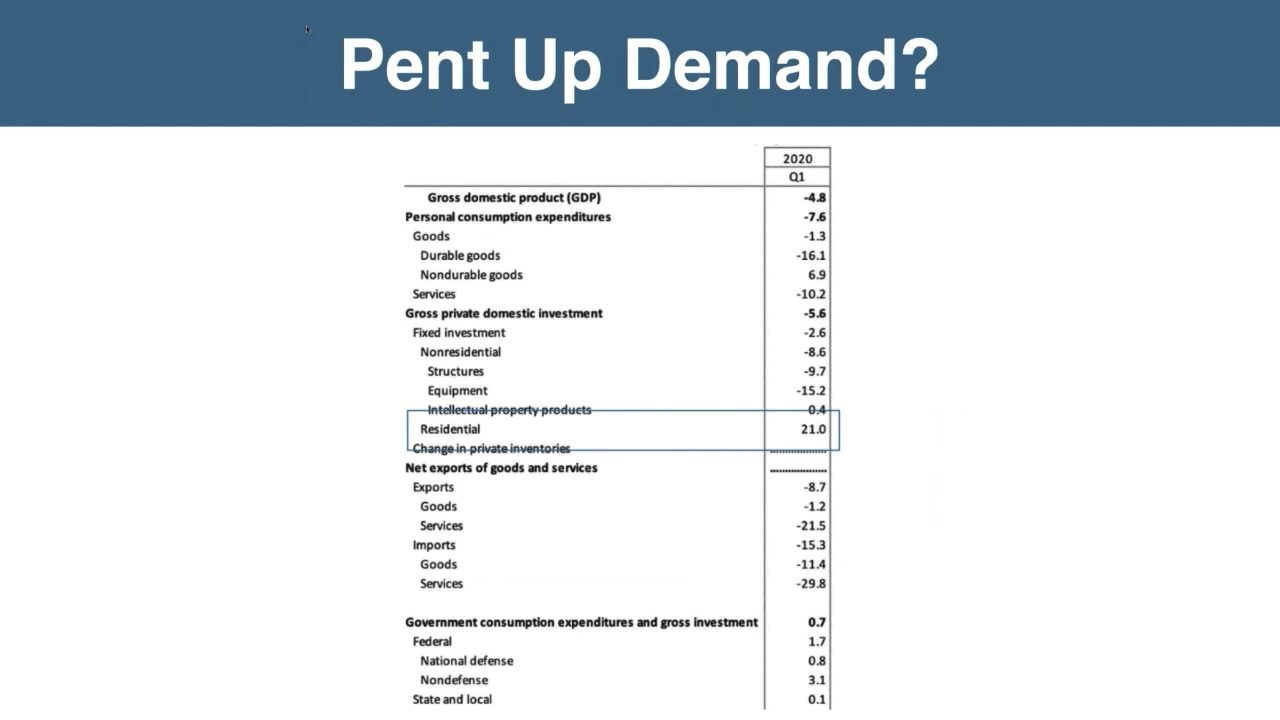 Pent Up Demand?
2020
Q1
Gross domestic product (GDP) -4.8
Personal consumption expenditures -7.6
Goods -1.3
Durable goods -16.1
Nondurable goods 6.9
Services -10.2
Gross private domestic investment -5.6
Fixed investment -2.6
Nonresidential -8.6
Structures -9.7
Equipment -15.2
Intellectual property products 0.4
Residential 21.0
Change in private inventories ....................
Net exports of goods and services ....................
Exports -8.7
Goods -1.2
Services -21.5
Imports -15.3
Goods -11.4
Services -29.8
Government consumption expenditures and gross investment 0.7
Federal 1.7
National defense 0.8
Nondefense 3.1
State and local 0.1